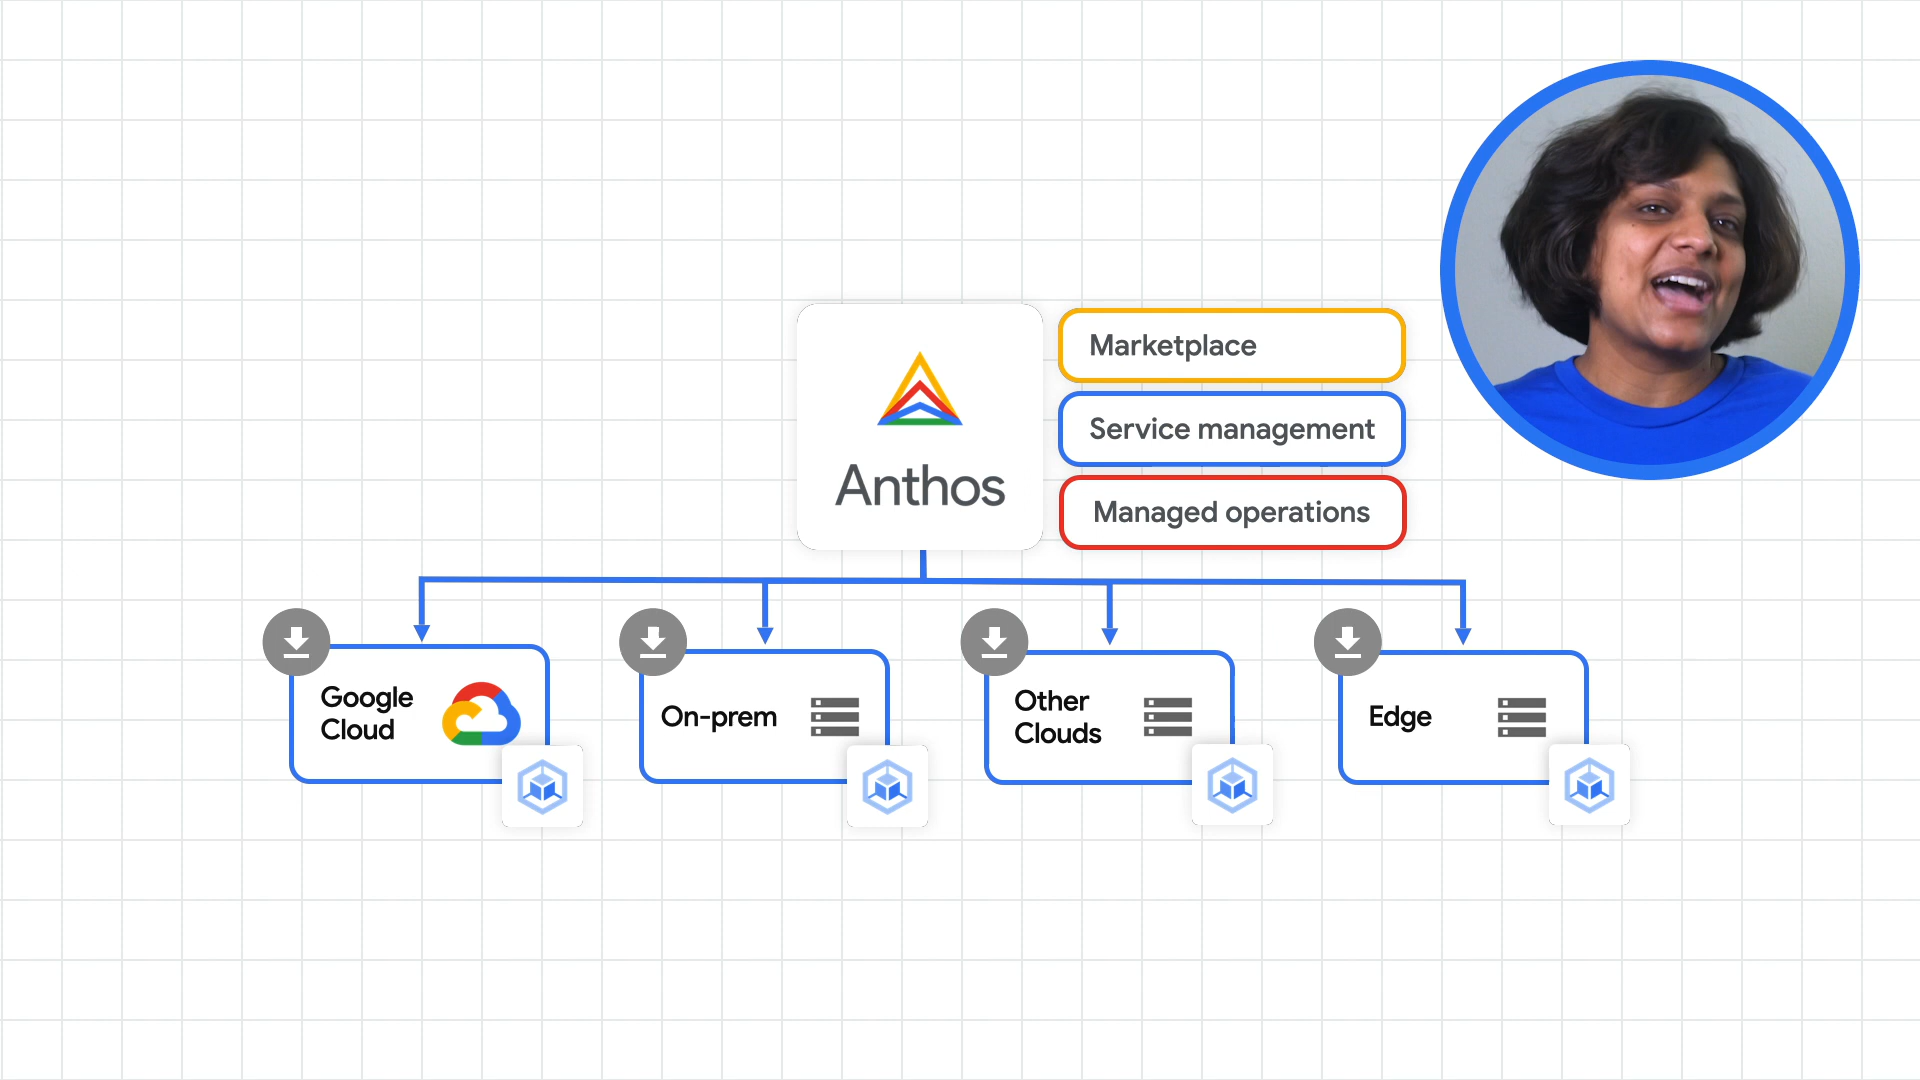 Anthos
Marketplace
Service management
Managed operations
Google
Cloud
On-prem
Other
Clouds
Edge